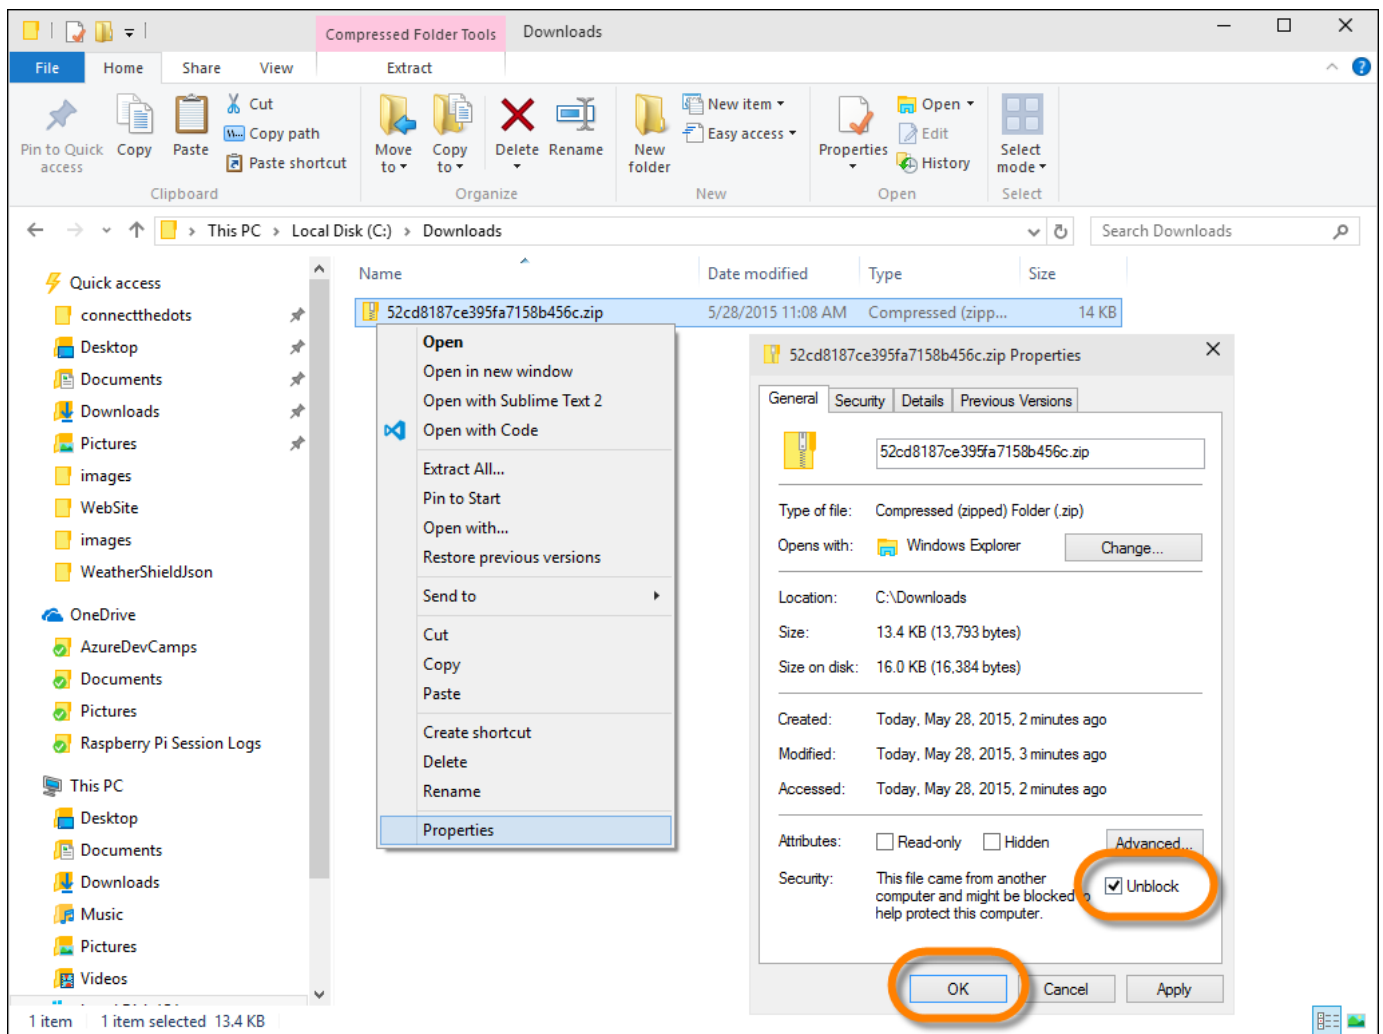 Compressed Folder Tools
Downloads
File
Home
Share
View
Extract
Pin to Quick access
Copy
Paste
Cut
Copy path
Paste shortcut
Clipboard
Move to
Copy to
Delete
Rename
Organize
New folder
New item
Easy access
New
Properties
Open
Edit
History
Open
Select mode
Select
This PC > Local Disk (C:) > Downloads
Search Downloads
Name
Date modified
Type
Size
52cd8187ce395fa7158b456c.zip
5/28/2015 11:08 AM
Compressed (zipp...
14 KB
Quick access
connectthedots
Desktop
Documents
Downloads
Pictures
images
WebSite
images
WeatherShieldJson
OneDrive
AzureDevCamps
Documents
Pictures
Raspberry Pi Session Logs
This PC
Desktop
Documents
Downloads
Music
Pictures
Videos
Open
Open in new window
Open with Sublime Text 2
Open with Code
Extract All...
Pin to Start
Open with...
Restore previous versions
Send to
Cut
Copy
Paste
Create shortcut
Delete
Rename
Properties
52cd8187ce395fa7158b456c.zip Properties
General
Security
Details
Previous Versions
52cd8187ce395fa7158b456c.zip
Type of file: Compressed (zipped) Folder (.zip)
Opens with: Windows Explorer
Change...
Location: C:\Downloads
Size: 13.4 KB (13,793 bytes)
Size on disk: 16.0 KB (16,384 bytes)
Created: Today, May 28, 2015, 2 minutes ago
Modified: Today, May 28, 2015, 3 minutes ago
Accessed: Today, May 28, 2015, 2 minutes ago
Attributes: Read-only Hidden
Advanced...
Security: This file came from another
computer and might be blocked to
help protect this computer.
Unblock
OK
Cancel
Apply
1 item
1 item selected 13.4 KB